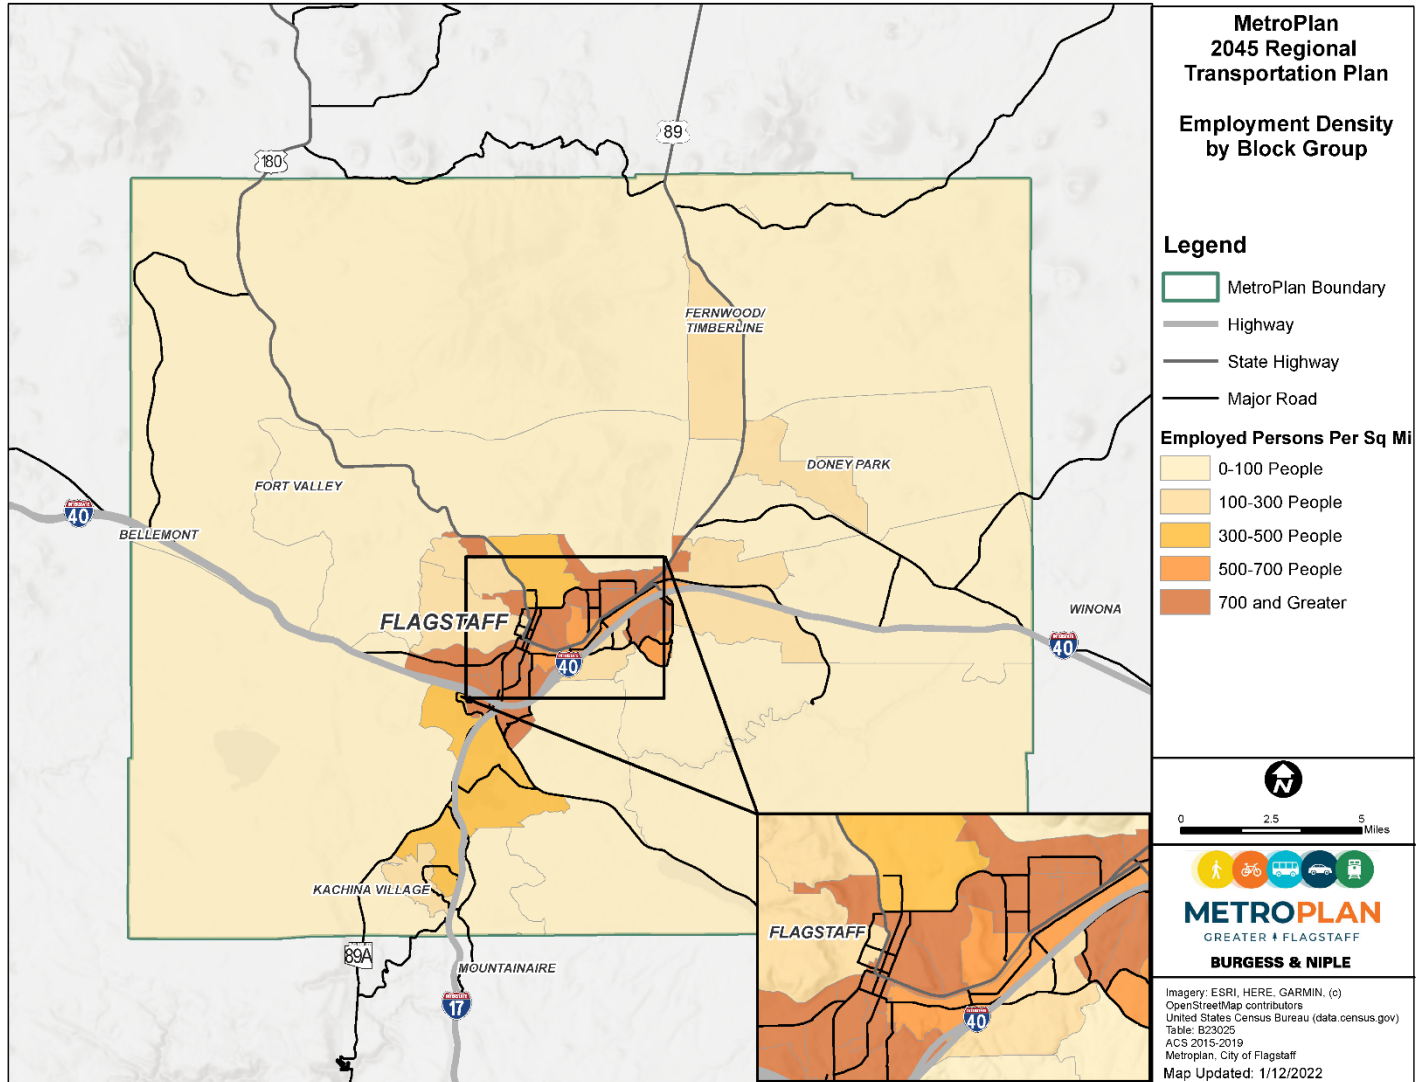 MetroPlan
2045 Regional
Transportation Plan
Employment Density
by Block Group
Legend
MetroPlan Boundary
Highway
State Highway
Major Road
Employed Persons Per Sq Mi
0-100 People
100-300 People
300-500 People
500-700 People
700 and Greater
N
0 2.5 5
Miles
METROPLAN
GREATER FLAGSTAFF
BURGESS & NIPLE
Imagery: ESRI, HERE, GARMIN, (c)
OpenStreetMap contributors
United States Census Bureau (data.census.gov)
Table: B23025
ACS 2015-2019
Metroplan, City of Flagstaff
Map Updated: 1/12/2022
89
180
FERNWOOD/
TIMBERLINE
DONEY PARK
FORT VALLEY
40
BELLEMONT
WINONA
FLAGSTAFF
40
40
KACHINA VILLAGE
89A
MOUNTAINAIRE
INTERSTATE
17
FLAGSTAFF
40